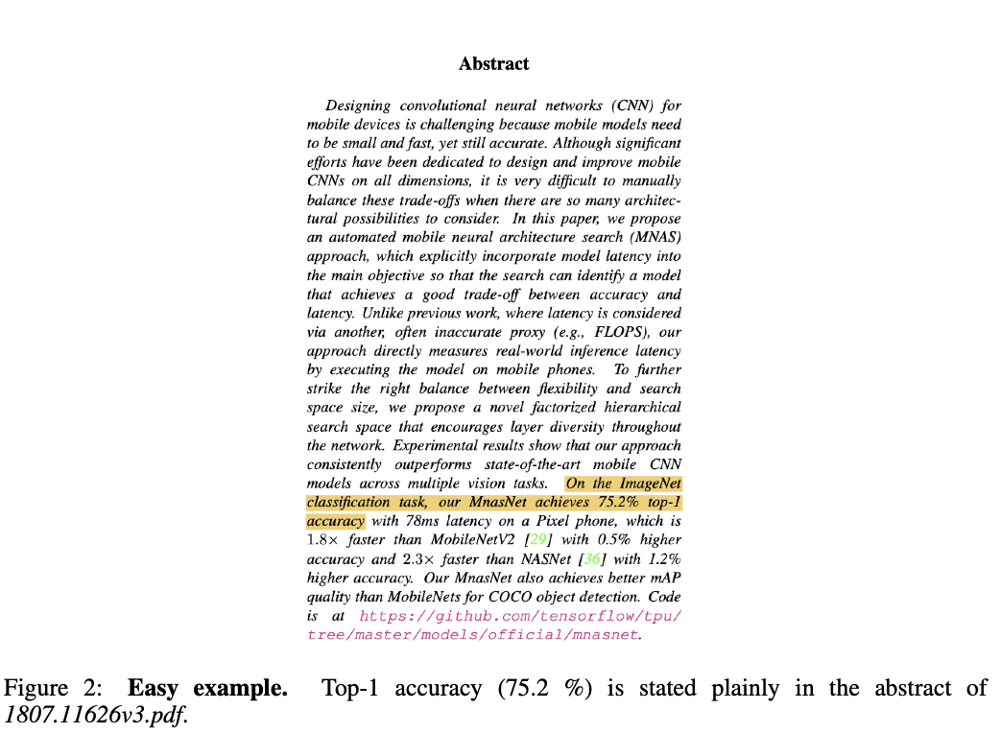 Abstract
Designing convolutional neural networks (CNN) for
mobile devices is challenging because mobile models need
to be small and fast, yet still accurate. Although significant
efforts have been dedicated to design and improve mobile
CNNs on all dimensions, it is very difficult to manually
balance these trade-offs when there are so many architec-
tural possibilities to consider. In this paper, we propose
an automated mobile neural architecture search (MNAS)
approach, which explicitly incorporate model latency into
the main objective so that the search can identify a model
that achieves a good trade-off between accuracy and
latency. Unlike previous work, where latency is considered
via another, often inaccurate proxy (e.g., FLOPS), our
approach directly measures real-world inference latency
by executing the model on mobile phones. To further
strike the right balance between flexibility and search
space size, we propose a novel factorized hierarchical
search space that encourages layer diversity throughout
the network. Experimental results show that our approach
consistently outperforms state-of-the-art mobile CNN
models across multiple vision tasks. On the ImageNet
classification task, our MnasNet achieves 75.2% top-1
accuracy with 78ms latency on a Pixel phone, which is
1.8× faster than MobileNetV2 [29] with 0.5% higher
accuracy and 2.3× faster than NASNet [36] with 1.2%
higher accuracy. Our MnasNet also achieves better mAP
quality than MobileNets for COCO object detection. Code
is at https://github.com/tensorflow/tpu/
tree/master/models/official/mnasnet.
Figure 2: Easy example. Top-1 accuracy (75.2 %) is stated plainly in the abstract of
1807.11626v3.pdf.